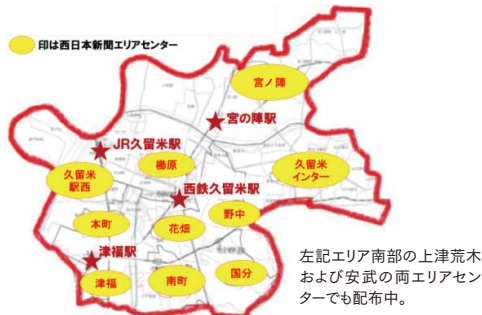 印は西日本新聞エリアセンター
宮ノ陣
宮の陣駅
JR久留米駅
櫛原
久留米
インター
久留米
駅西
西鉄久留米駅
野中
本町
花畑
津福駅
国分
津福
南町
左記エリア南部の上津荒木
および安武の両エリアセン
ターでも配布中。